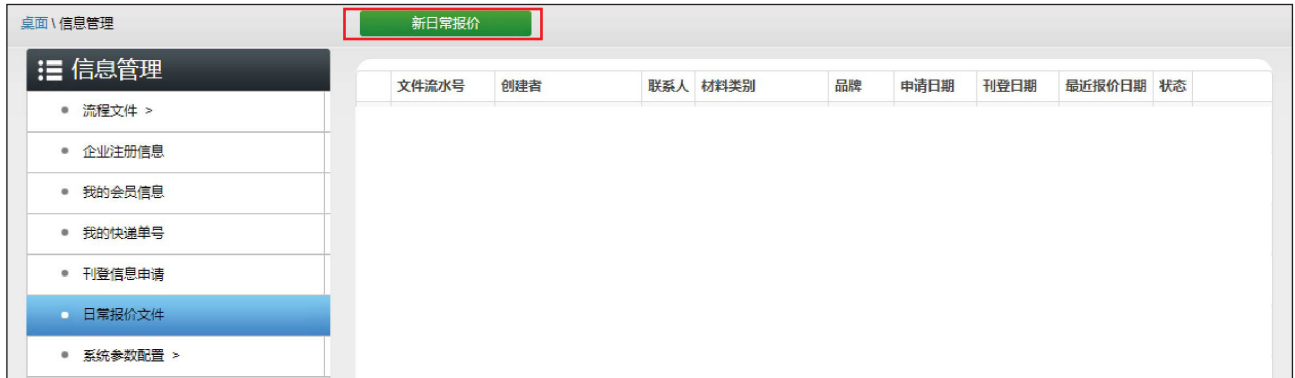 桌面 \ 信息管理
新日常报价
信息管理
文件流水号 创建者 联系人 材料类别 品牌 申请日期 刊登日期 最近报价日期 状态
流程文件 >
企业注册信息
我的会员信息
我的快递单号
刊登信息申请
日常报价文件
系统参数配置 >